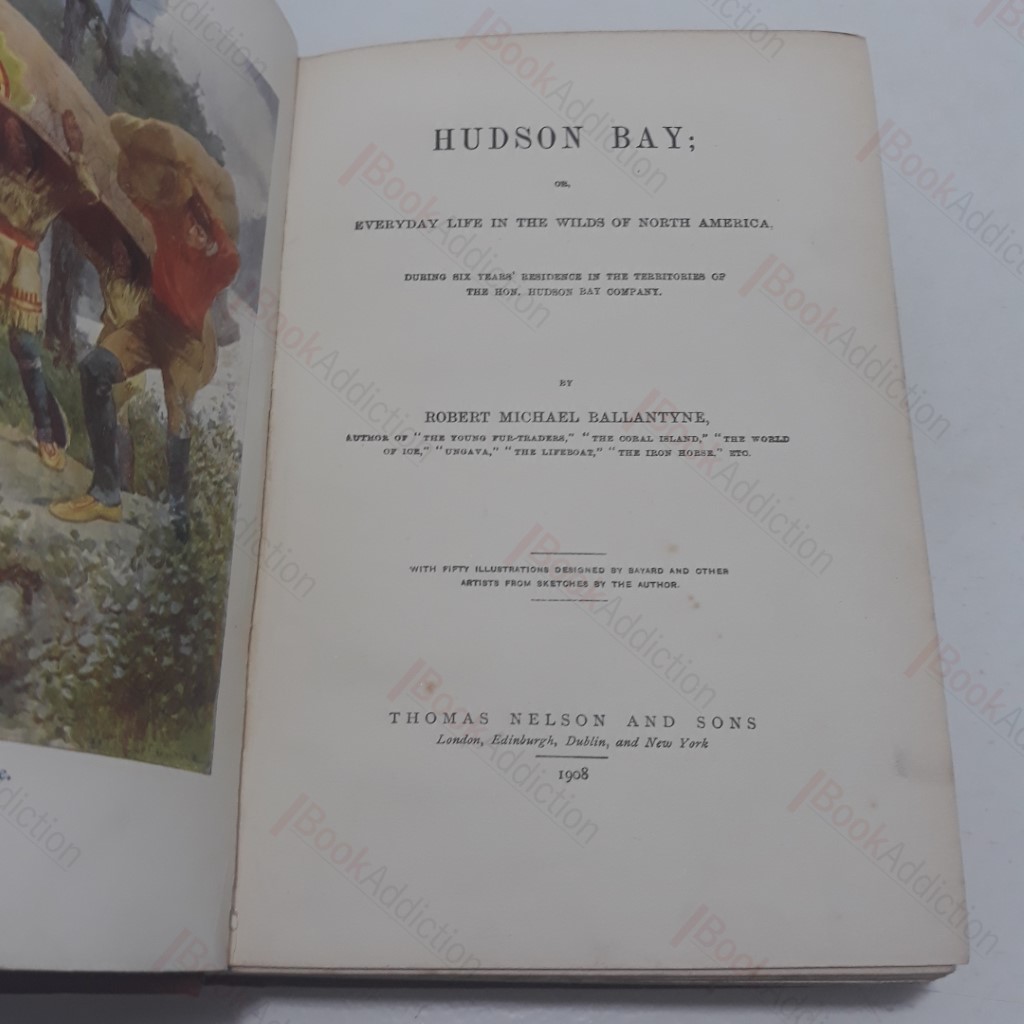 HUDSON BAY;
OR,
EVERYDAY LIFE IN THE WILDS OF NORTH AMERICA,
DURING SIX YEARS' RESIDENCE IN THE TERRITORIES OF
THE HON. HUDSON BAY COMPANY.
BY
ROBERT MICHAEL BALLANTYNE,
AUTHOR OF "THE YOUNG FUR-TRADERS," "THE CORAL ISLAND," "THE WORLD
OF ICE," "UNGAVA," "THE LIFEBOAT," "THE IRON HORSE," ETC.
WITH FIFTY ILLUSTRATIONS DESIGNED BY BAYARD AND OTHER
ARTISTS FROM SKETCHES BY THE AUTHOR.
THOMAS NELSON AND SONS
London, Edinburgh, Dublin, and New York
1908
BookAddiction